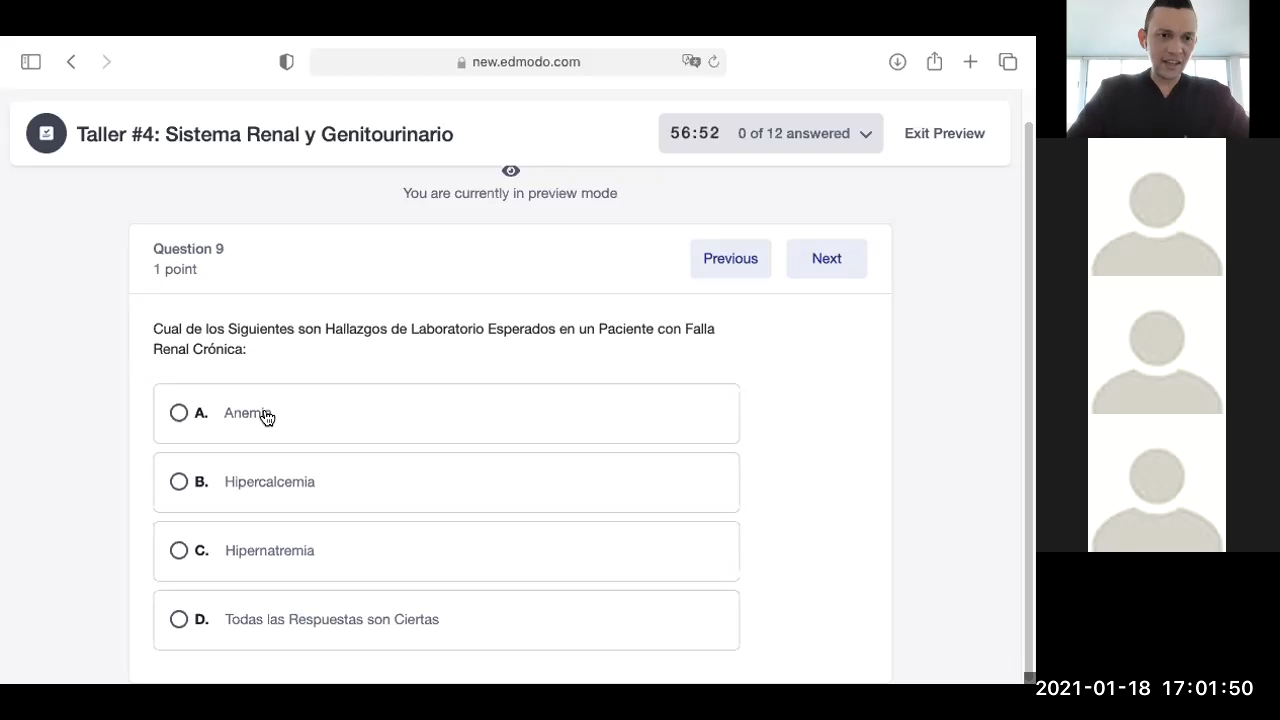 new.edmodo.com
Taller #4: Sistema Renal y Genitourinario
56:52 0 of 12 answered
Exit Preview
You are currently in preview mode
Question 9
1 point
Previous
Next
Cual de los Siguientes son Hallazgos de Laboratorio Esperados en un Paciente con Falla
Renal Crónica:
A. Anemia
B. Hipercalcemia
C. Hipernatremia
D. Todas las Respuestas son Ciertas
2021-01-18 17:01:50